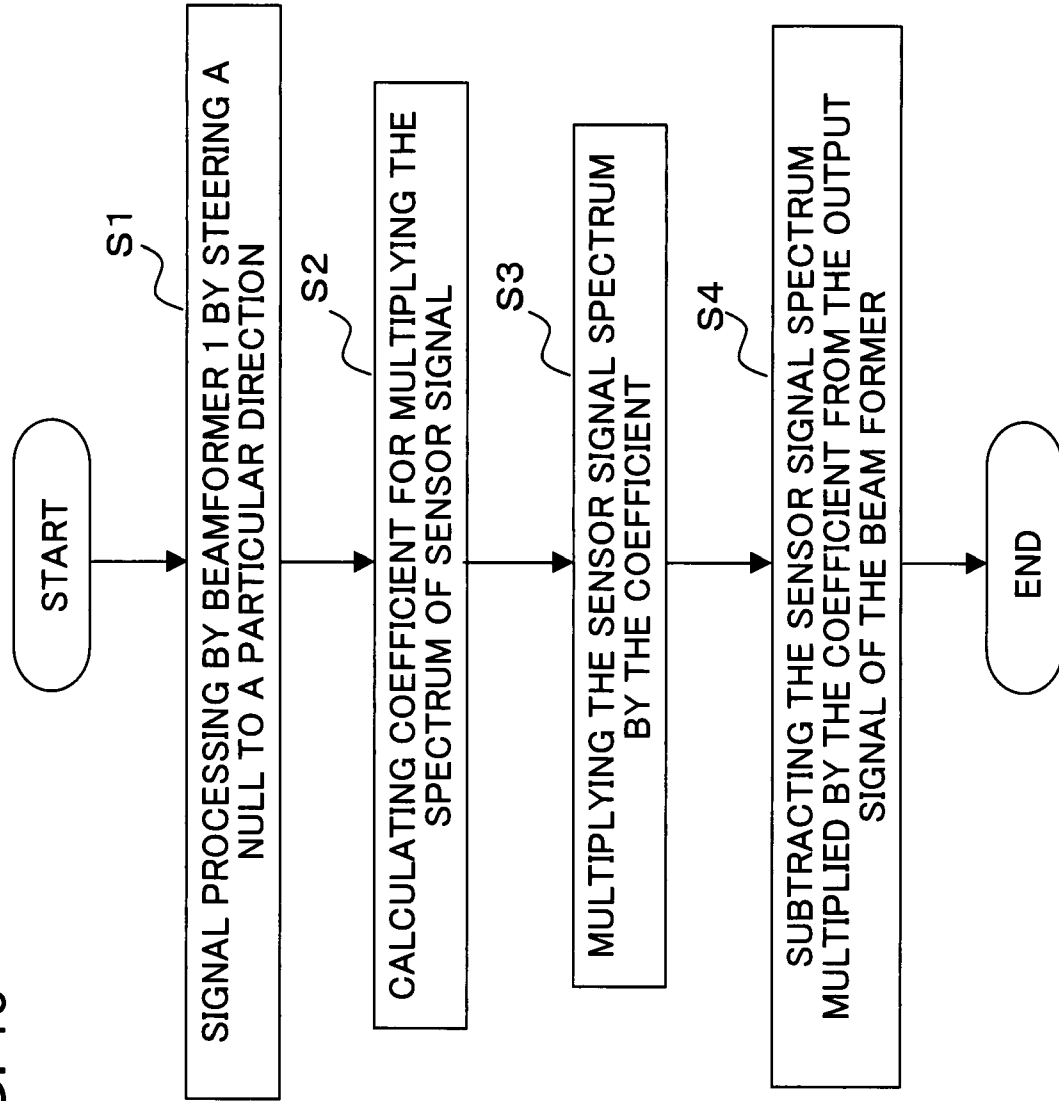 START
S1
SIGNAL PROCESSING BY BEAMFORMER 1 BY STEERING A
NULL TO A PARTICULAR DIRECTION
S2
CALCULATING COEFFICIENT FOR MULTIPLYING THE
SPECTRUM OF SENSOR SIGNAL
S3
MULTIPLYING THE SENSOR SIGNAL SPECTRUM
BY THE COEFFICIENT
S4
SUBTRACTING THE SENSOR SIGNAL SPECTRUM
MULTIPLIED BY THE COEFFICIENT FROM THE OUTPUT
SIGNAL OF THE BEAM FORMER
END